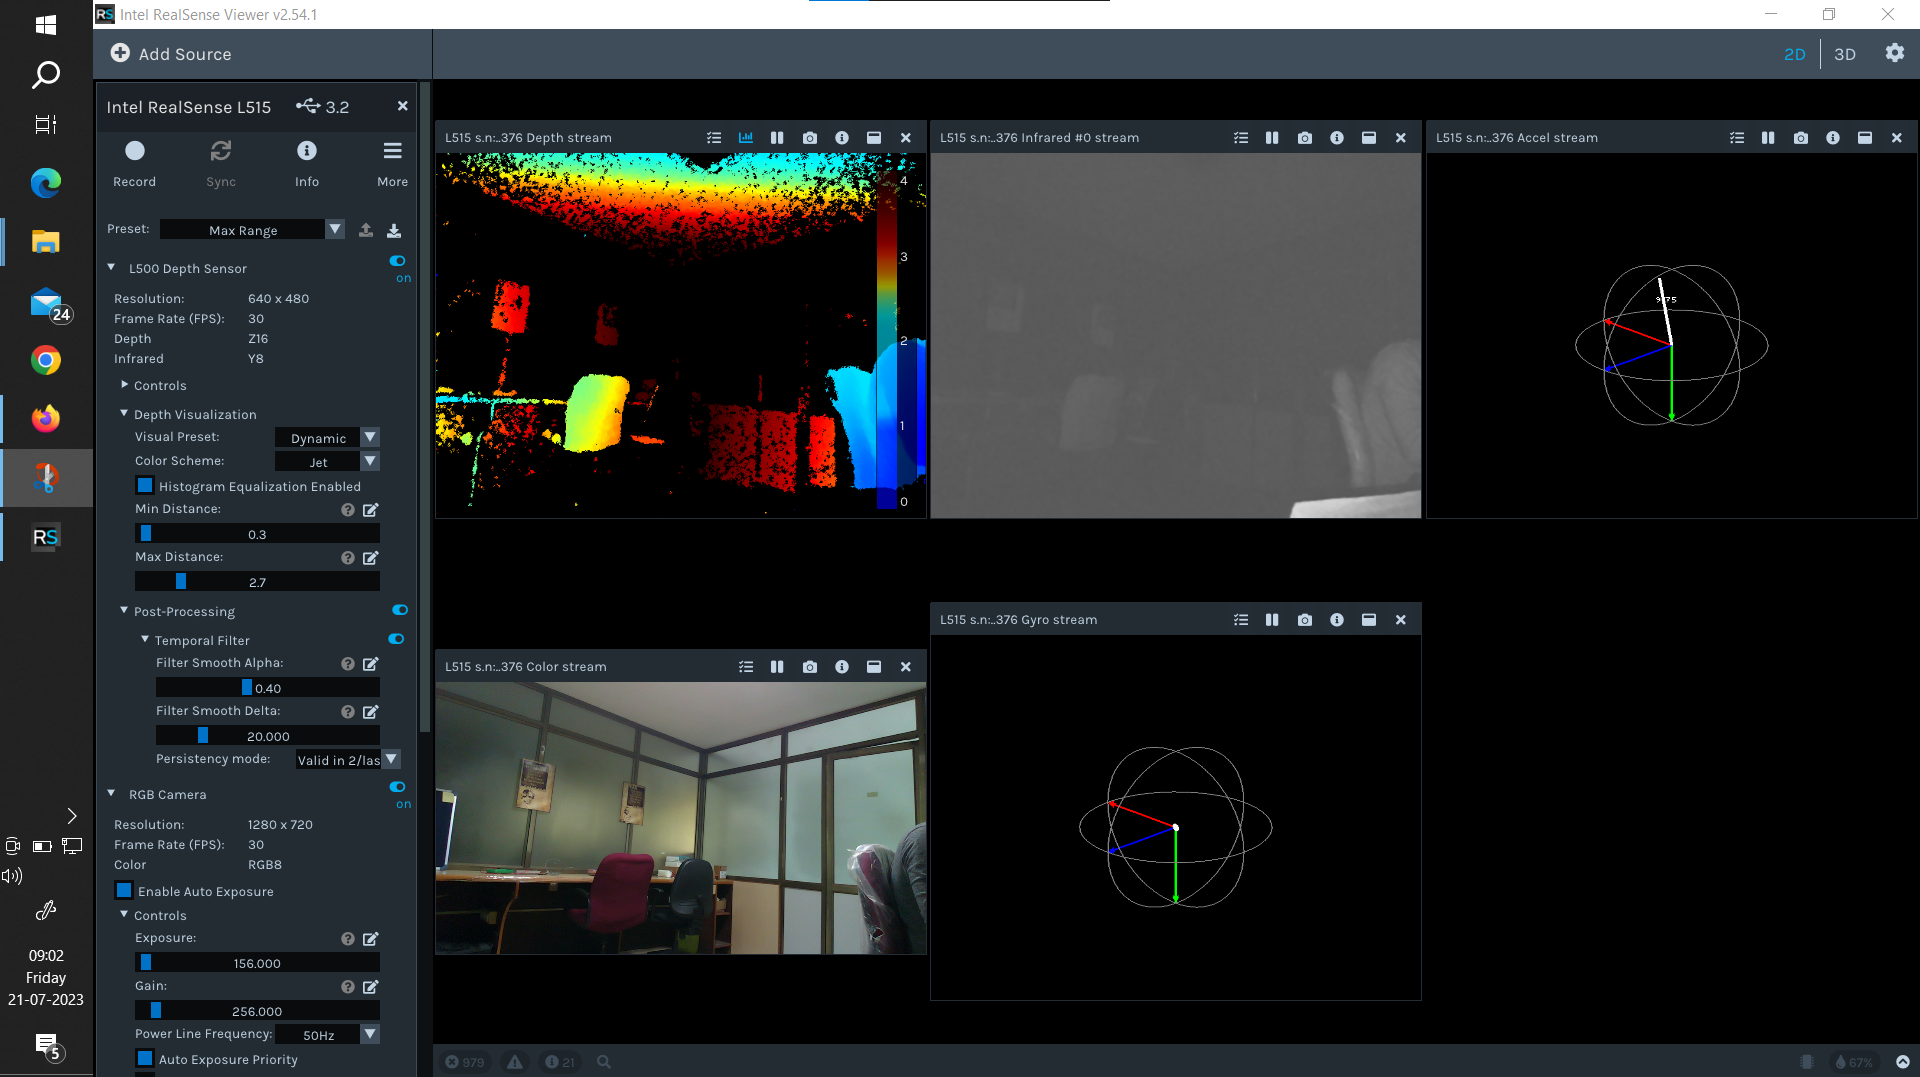 Intel RealSense Viewer v2.54.1
Add Source
2D
3D
Intel RealSense L515
3.2
Record
Sync
Info
More
Preset:
Max Range
L500 Depth Sensor
on
Resolution:
640 x 480
Frame Rate (FPS):
30
Depth
Z16
Infrared
Y8
Controls
Depth Visualization
Visual Preset:
Dynamic
Color Scheme:
Jet
Histogram Equalization Enabled
Min Distance:
0.3
Max Distance:
2.7
Post-Processing
Temporal Filter
Filter Smooth Alpha:
0.40
Filter Smooth Delta:
20.000
Persistency mode:
Valid in 2/las
RGB Camera
on
Resolution:
1280 x 720
Frame Rate (FPS):
30
Color
RGB8
Enable Auto Exposure
Controls
Exposure:
156.000
Gain:
256.000
Power Line Frequency:
50Hz
Auto Exposure Priority
L515 s.n:..376 Depth stream
4
3
2
1
0
L515 s.n:..376 Infrared #0 stream
L515 s.n:..376 Accel stream
9.75
L515 s.n:..376 Color stream
L515 s.n:..376 Gyro stream
979
21
67%
24
RS
RS
09:02
Friday
21-07-2023
5